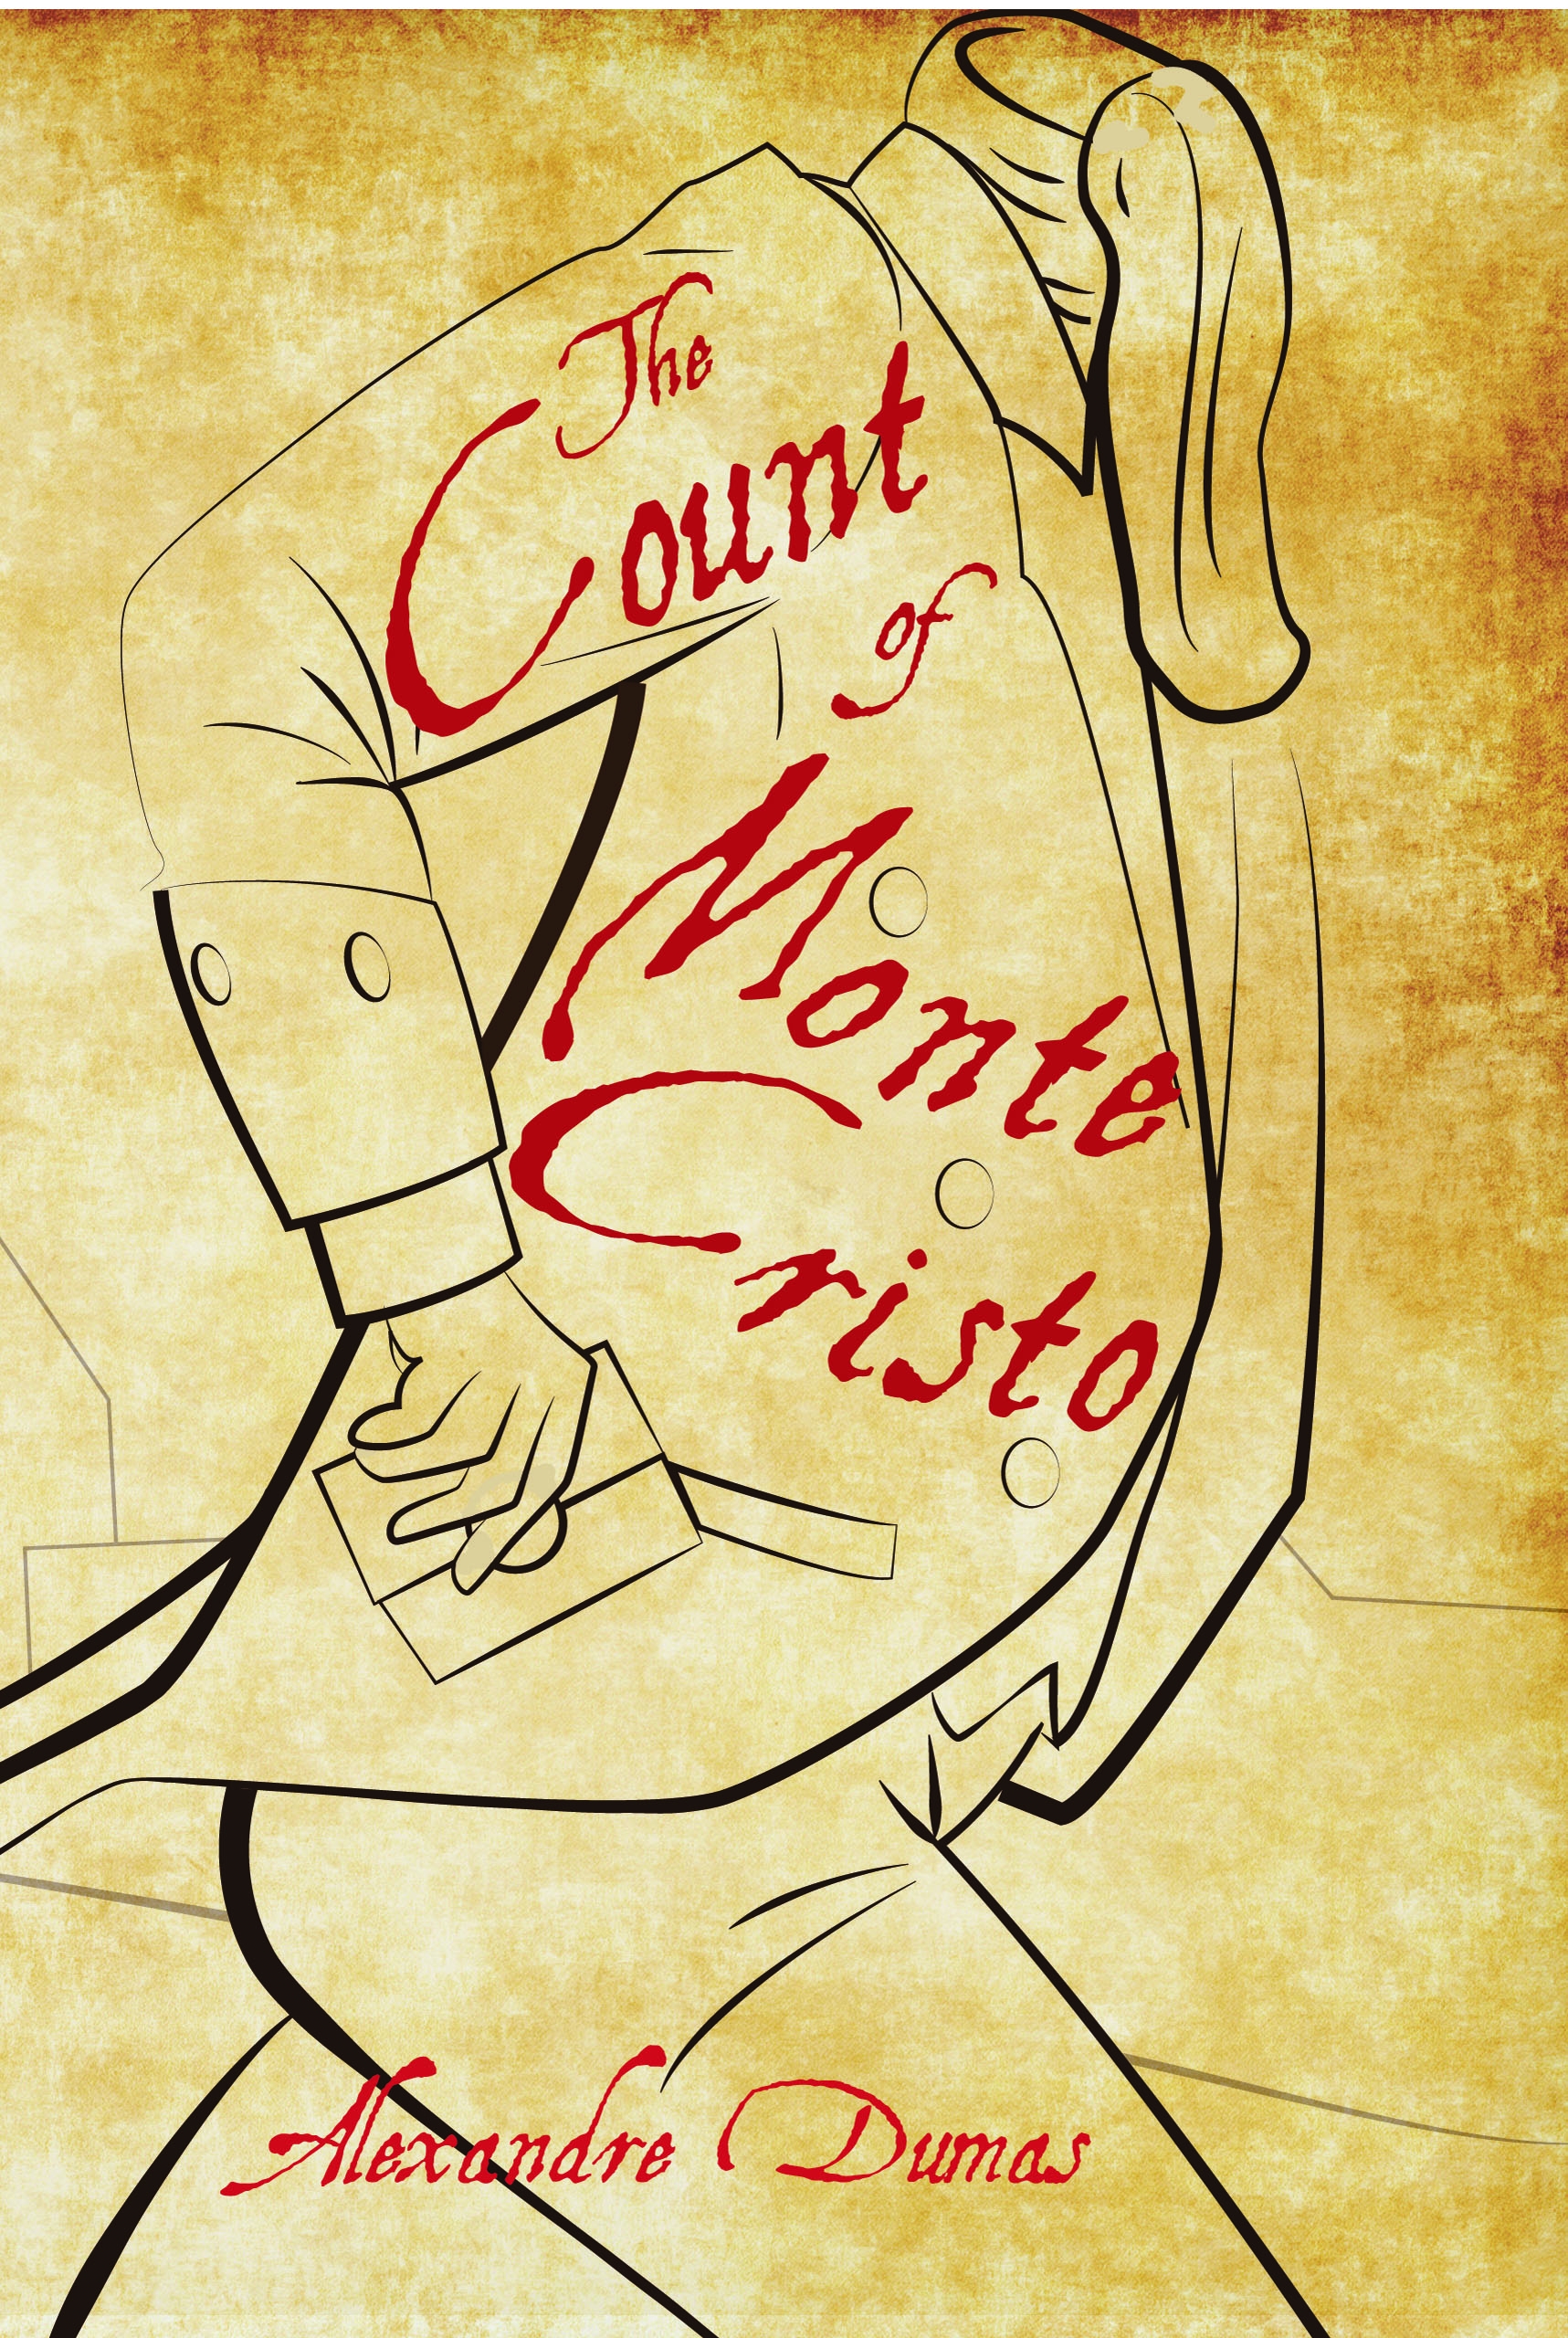 The
Count
of
Monte
Cristo
Alexandre Dumas